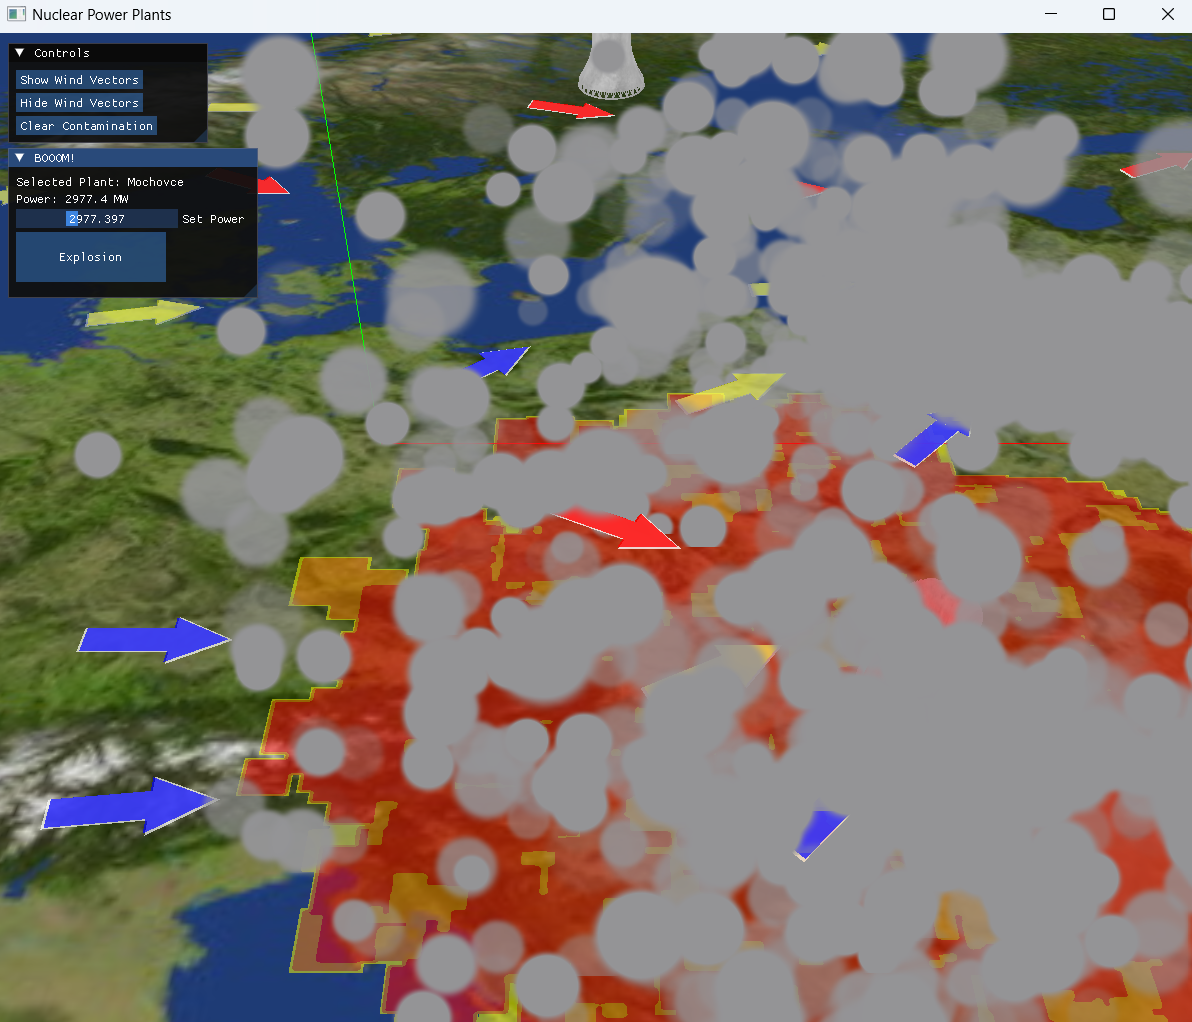 Nuclear Power Plants
Controls
Show Wind Vectors
Hide Wind Vectors
Clear Contamination
BOOOM!
Selected Plant: Mochovce
Power: 2977.4 MW
2977.397 Set Power
Explosion